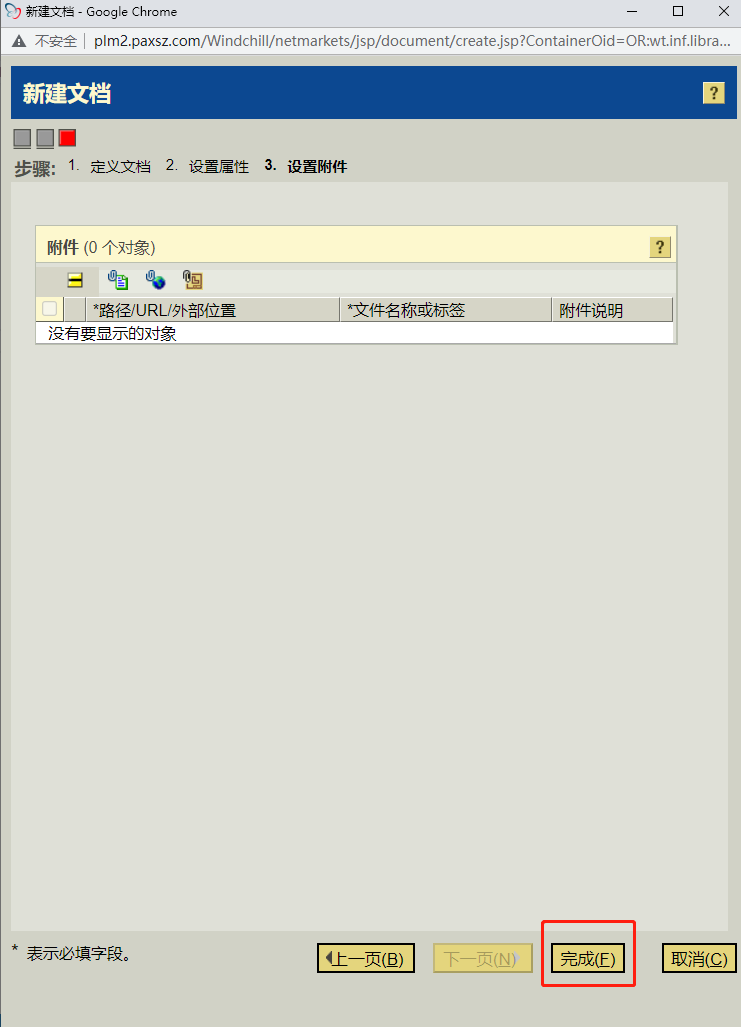 新建文档 - Google Chrome
不安全 plm2.paxsz.com/Windchill/netmarkets/jsp/document/create.jsp?ContainerOid=OR:wt.inf.libra...
新建文档 ?
步骤: 1. 定义文档 2. 设置属性 3. 设置附件
附件 (0 个对象) ?
*路径/URL/外部位置 *文件名称或标签 附件说明
没有要显示的对象
* 表示必填字段。 上一页(B) 下一页(N) 完成(F) 取消(C)